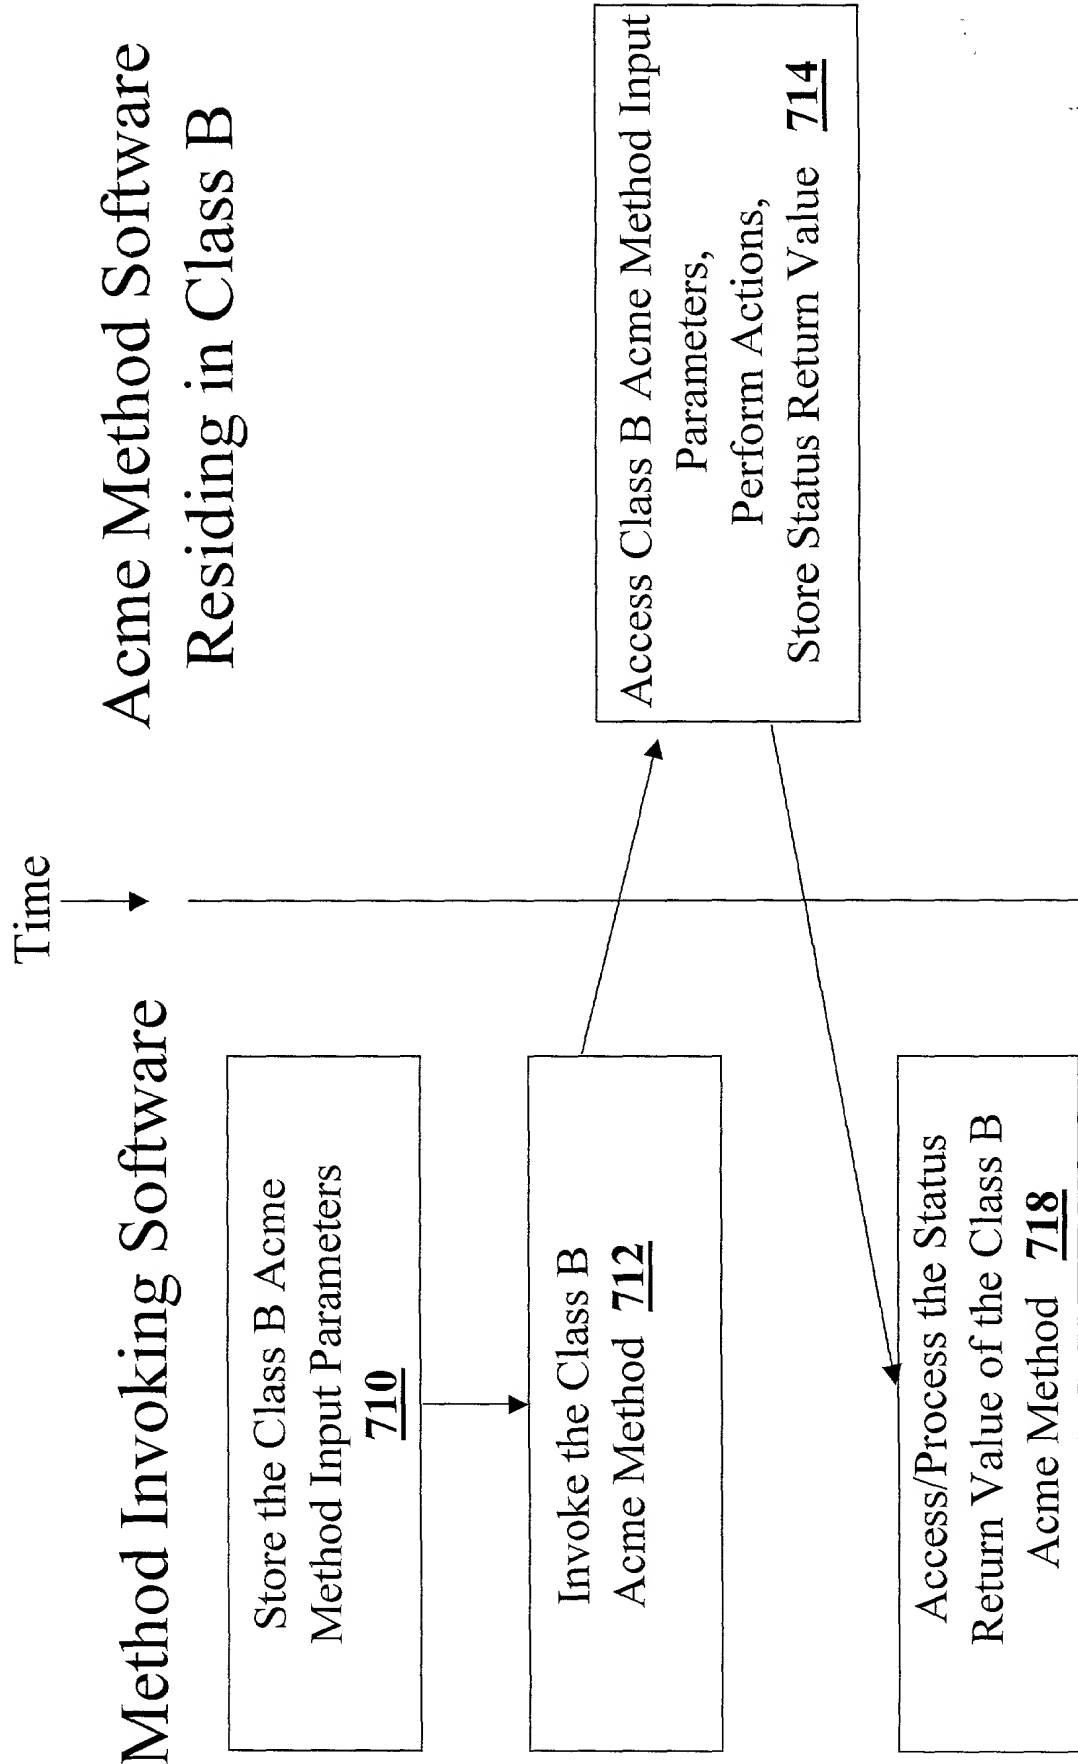 Time
Method Invoking Software
Acme Method Software
Residing in Class B
Store the Class B Acme
Method Input Parameters
710
Invoke the Class B
Acme Method 712
Access Class B Acme Method Input
Parameters,
Perform Actions,
Store Status Return Value 714
Access/Process the Status
Return Value of the Class B
Acme Method 718